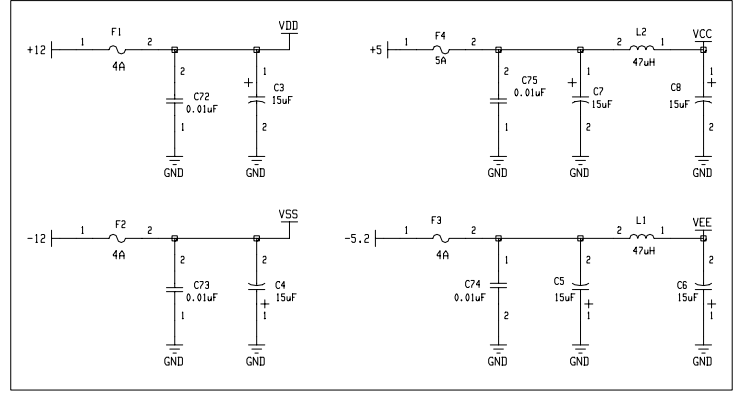 F1
VDD
+12
1
2
4A
2
C72
0.01uF
1
GND
1
+
C3
15uF
2
GND
F4
L2
VCC
+5
1
2
5A
2
1
47uH
2
C75
0.01uF
1
GND
1
+
C7
15uF
2
GND
1
+
C8
15uF
2
GND
F2
VSS
-12
1
2
4A
2
C73
0.01uF
1
GND
2
C4
15uF
+
1
GND
F3
L1
VEE
-5.2
1
2
4A
2
1
47uH
1
C74
0.01uF
2
GND
2
C5
15uF
+
1
GND
2
C6
15uF
+
1
GND